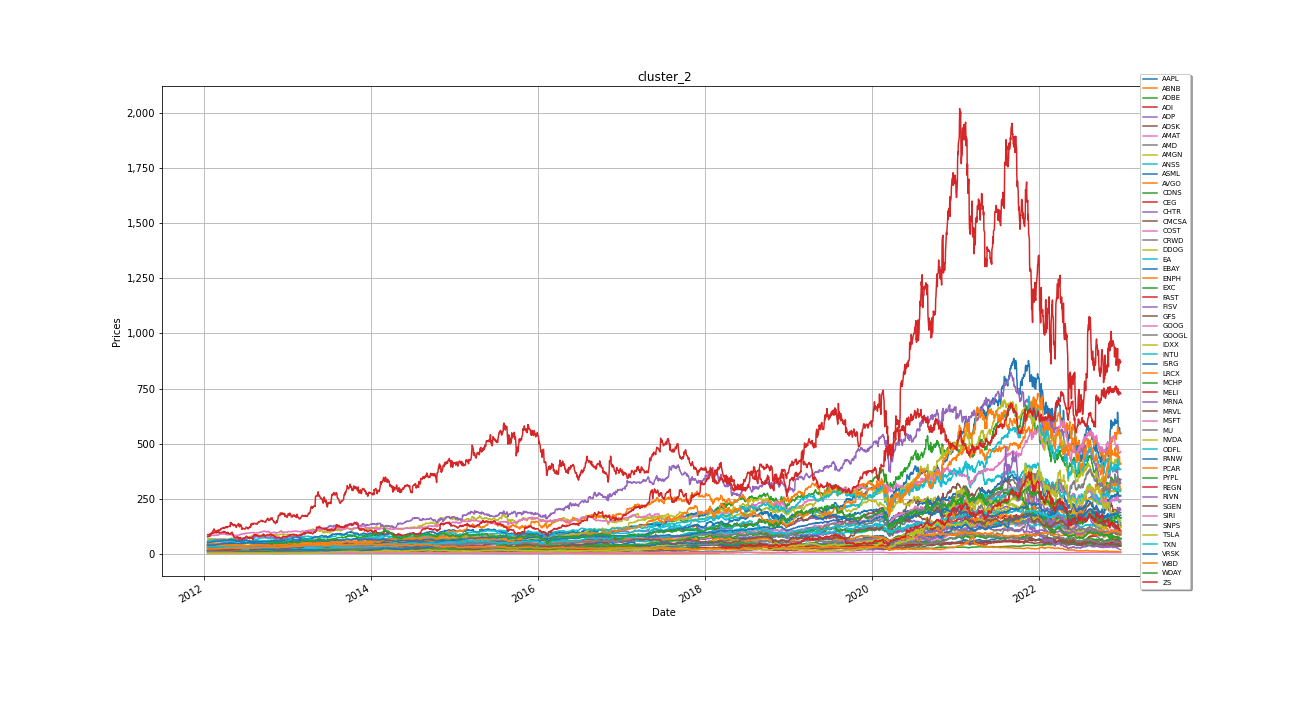 cluster_2
2,000
1,750
1,500
1,250
1,000
750
500
250
0
Prices
2012
2014
2016
2018
2020
2022
Date
AAPL
ABNB
ADBE
ADI
ADP
ADSK
AMAT
AMD
AMGN
ANSS
ASML
AVGO
CDNS
CEG
CHTR
CMCSA
COST
CRWD
DDOG
EA
EBAY
ENPH
EXC
FAST
FISV
GFS
GOOG
GOOGL
IDXX
INTU
ISRG
LRCX
MCHP
MELI
MRNA
MRVL
MSFT
MU
NVDA
ODFL
PANW
PCAR
PYPL
REGN
RIVN
SGEN
SIRI
SNPS
TSLA
TXN
VRSK
WBD
WDAY
ZS